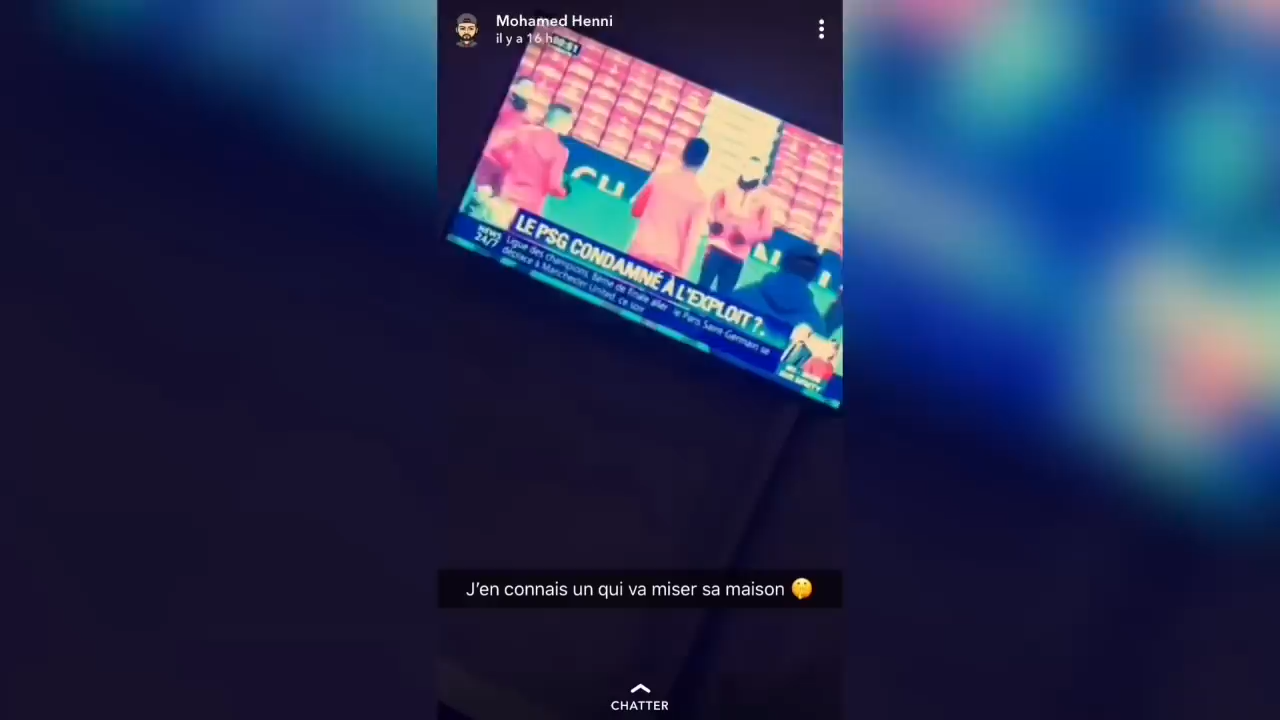 Mohamed Henni
il y a 16 h
CH
LE PSG CONDAMNÉ À L'EXPLOIT ?
NEWS
24/7
Ligue des champions, 8ème de finale aller : le Paris Saint-Germain se
déplace à Manchester United, ce soir
J'en connais un qui va miser sa maison 🤫
CHATTER